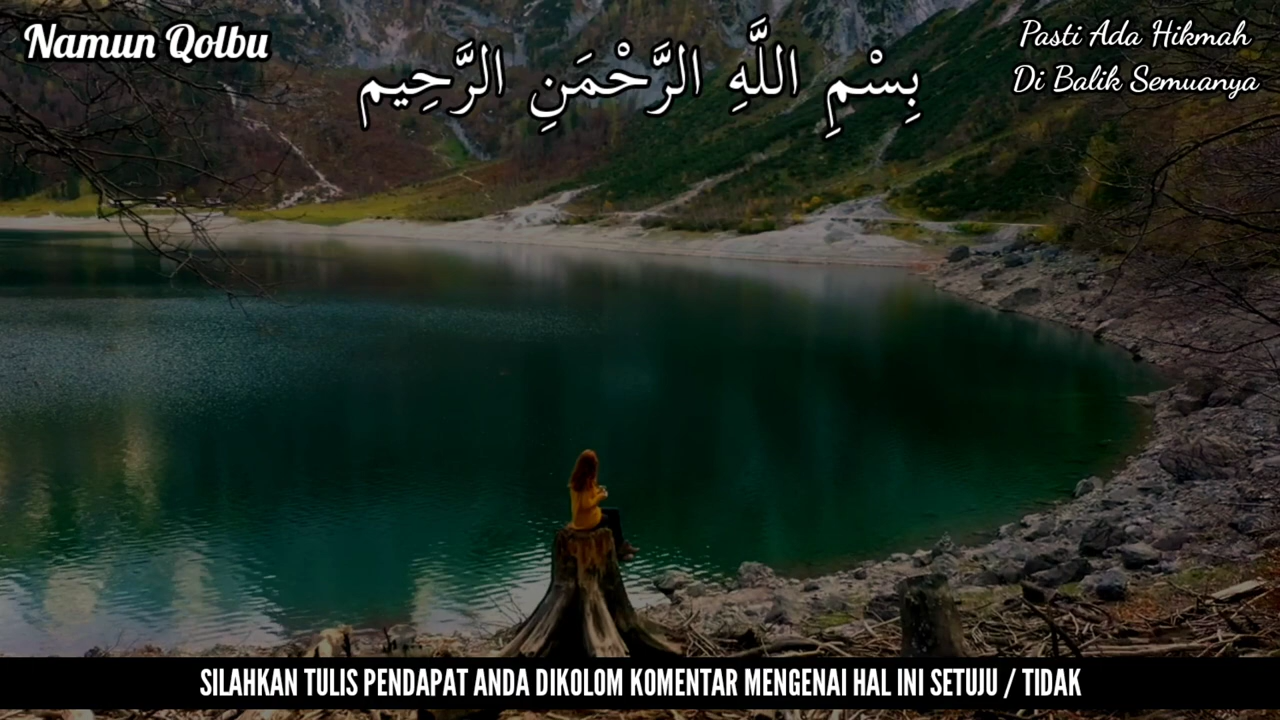 Namun Qolbu
بِسْمِ اللَّهِ الرَّحْمَنِ الرَّحِيم
Pasti Ada Hikmah
Di Balik Semuanya
SILAHKAN TULIS PENDAPAT ANDA DIKOLOM KOMENTAR MENGENAI HAL INI SETUJU / TIDAK